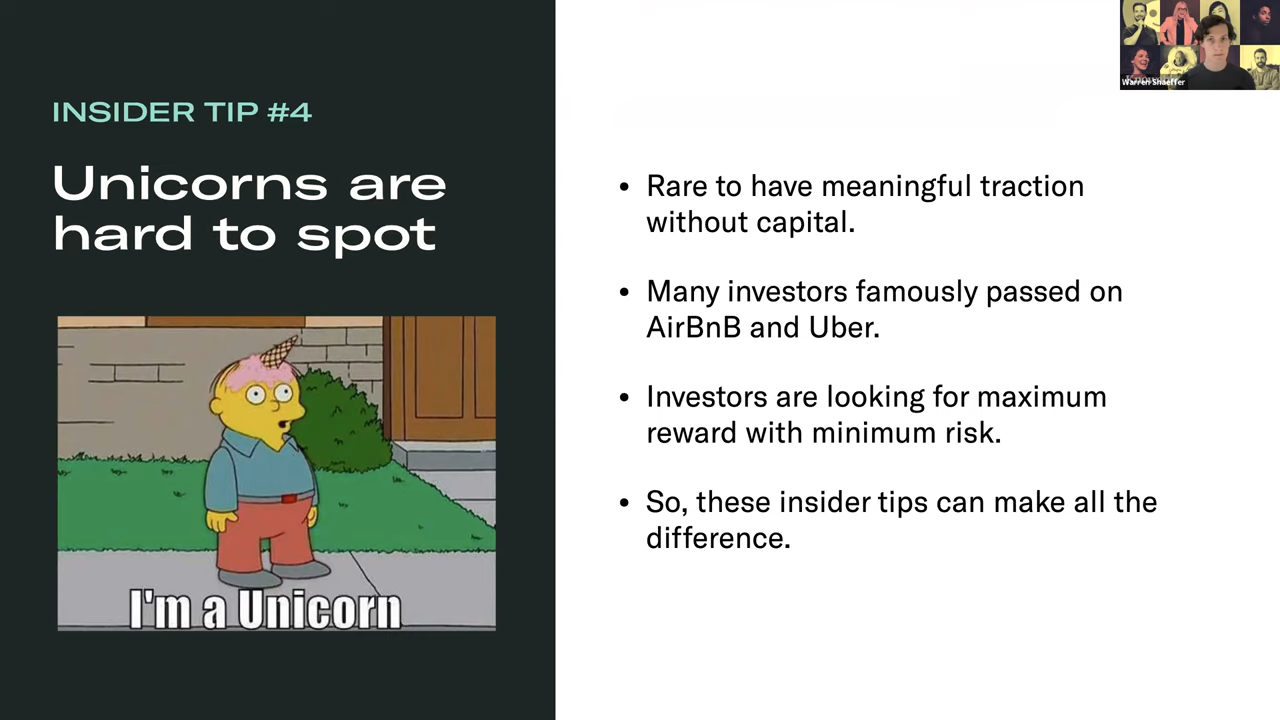 INSIDER TIP #4
Unicorns are
hard to spot
I'm a Unicorn
• Rare to have meaningful traction
without capital.
• Many investors famously passed on
AirBnB and Uber.
• Investors are looking for maximum
reward with minimum risk.
• So, these insider tips can make all the
difference.
Warren Shaeffer